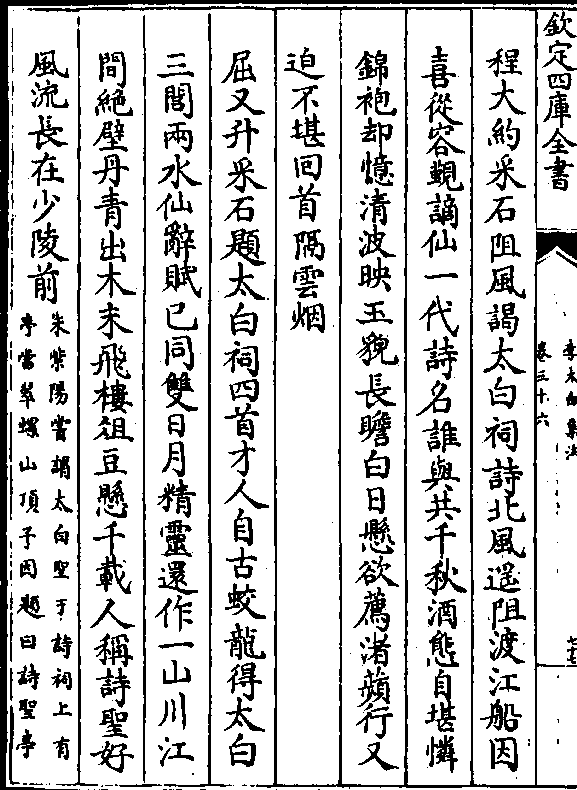 欽定四庫全書
李太白集注
卷三十六
程大約采石阻風謁太白祠詩北風遥阻渡江船因
喜從容覿謫仙一代詩名誰與共千秋酒態自堪憐
錦袍却憶清波映玉貌長瞻白日懸欲薦渚蘋行又
迫不堪回首隔雲烟
屈又升采石題太白祠四首才人自古蛟龍得太白
三閭兩水仙辭賦已同雙日月精靈還作一山川江
間絶壁丹青出木末飛樓俎豆懸千載人稱詩聖好
風流長在少陵前
朱紫陽嘗謂太白聖于詩祠上有
亭當翠螺山頂予因題曰詩聖亭